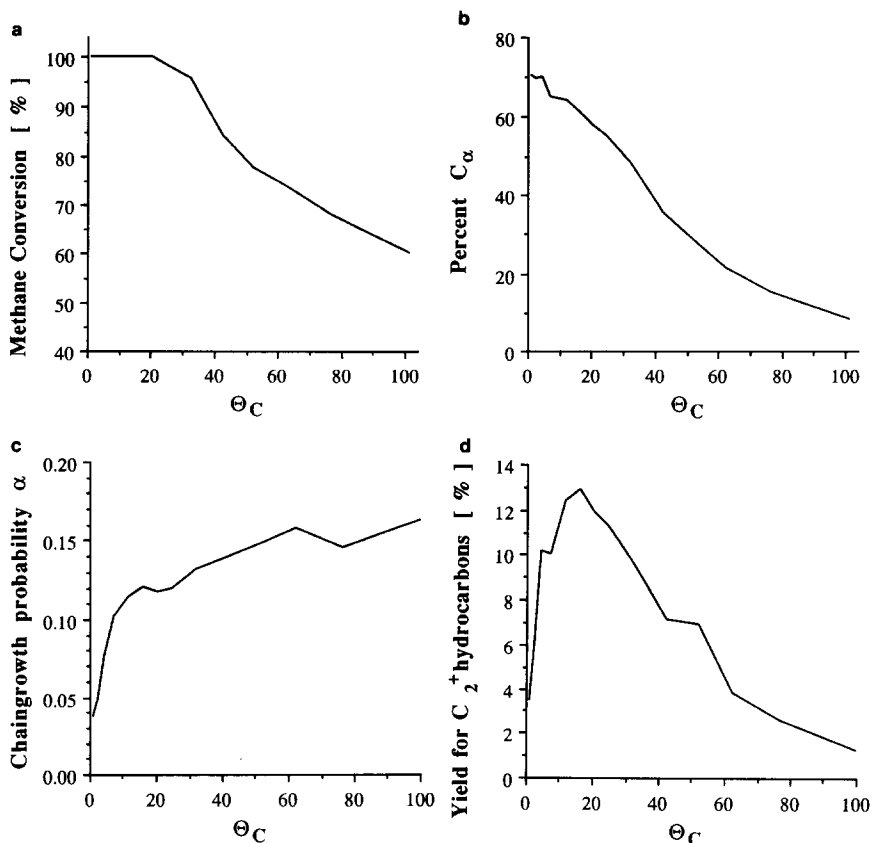 a
Methane Conversion [ % ]
100
90
80
70
60
50
40
0 20 40 60 80 100
ΘC
b
Percent Cα
80
60
40
20
0
0 20 40 60 80 100
ΘC
c
Chaingrowth probability α
0.20
0.15
0.10
0.05
0.00
0 20 40 60 80 100
ΘC
d
Yield for C2+ hydrocarbons [ % ]
14
12
10
8
6
4
2
0
0 20 40 60 80 100
ΘC